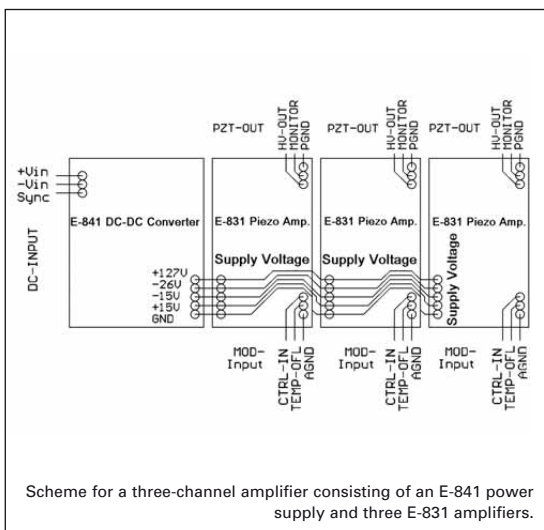 HV-OUT
MONITOR
PGND
PZT-OUT
HV-OUT
MONITOR
PGND
PZT-OUT
HV-OUT
MONITOR
PGND
PZT-OUT
+Vin
-Vin
Sync
DC-INPUT
E-841 DC-DC Converter
E-831 Piezo Amp.
E-831 Piezo Amp.
E-831 Piezo Amp.
+127V
-26V
-15V
+15V
GND
Supply Voltage
Supply Voltage
Supply Voltage
MOD-
Input
CTRL-IN
TEMP-OFL
AGND
MOD-
Input
CTRL-IN
TEMP-OFL
AGND
MOD-
Input
CTRL-IN
TEMP-OFL
AGND
Scheme for a three-channel amplifier consisting of an E-841 power
supply and three E-831 amplifiers.